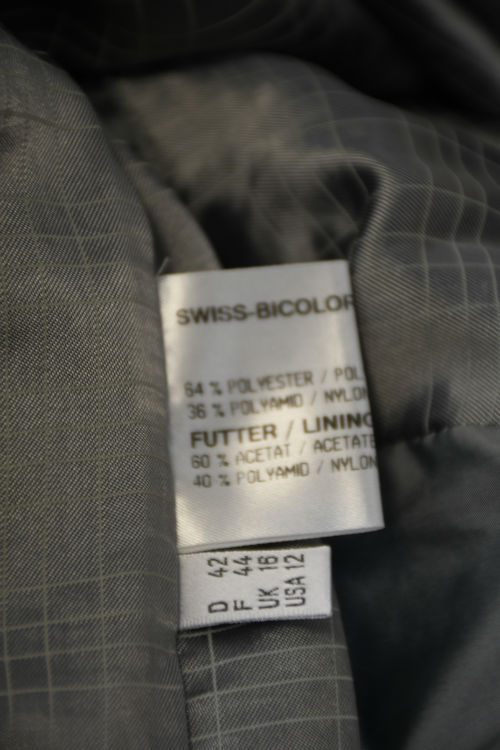 SWISS-BICOLOR
64 % POLYESTER / POL
36 % POLYAMID / NYLON
FUTTER / LINING
60 % ACETAT / ACETATE
40 % POLYAMID / NYLON
D 42
F 44
UK 16
USA 12